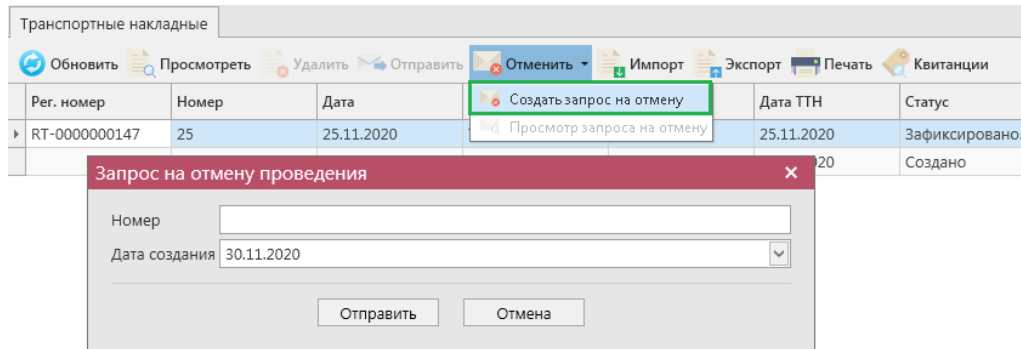 Транспортные накладные
Обновить Просмотреть Удалить Отправить Отменить Импорт Экспорт Печать Квитанции
Рег. номер Номер Дата Дата ТТН Статус
Создать запрос на отмену
RT-0000000147 25 25.11.2020 25.11.2020 Зафиксировано
Просмотр запроса на отмену
20 Создано
Запрос на отмену проведения
Номер
Дата создания 30.11.2020
Отправить Отмена